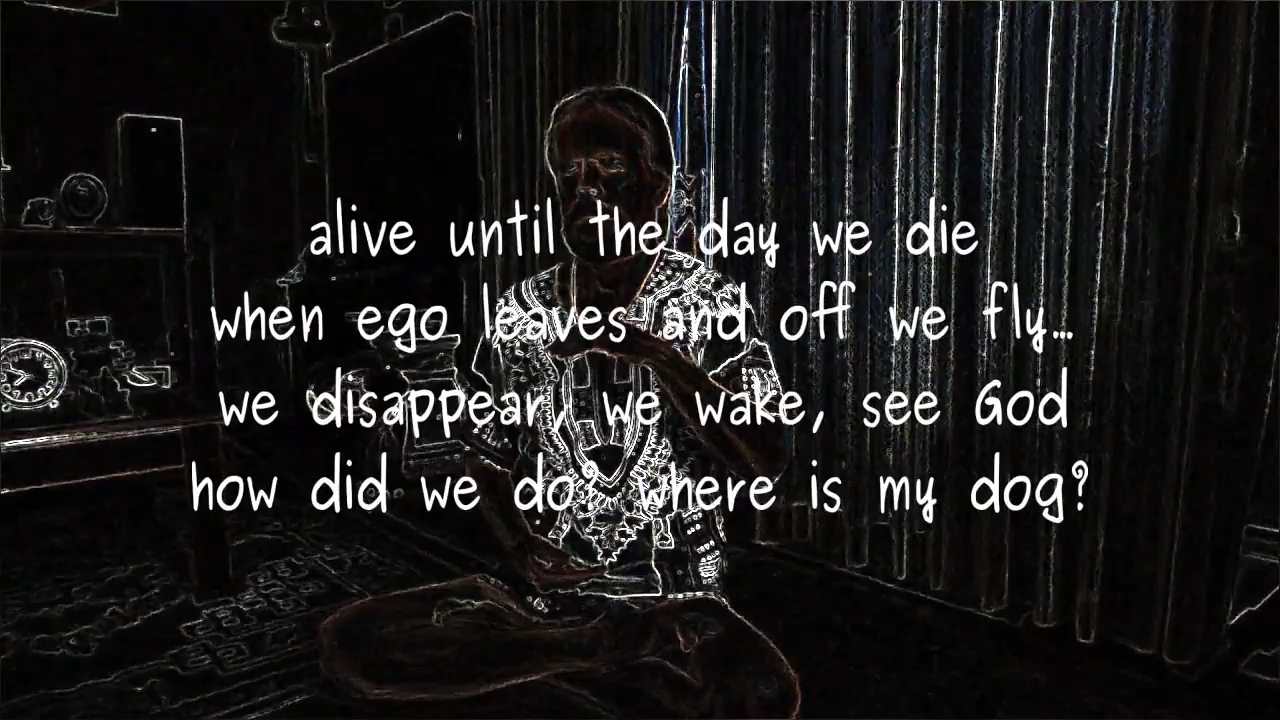 alive until the day we die
when ego leaves and off we fly...
we disappear, we wake, see God
how did we do? where is my dog?